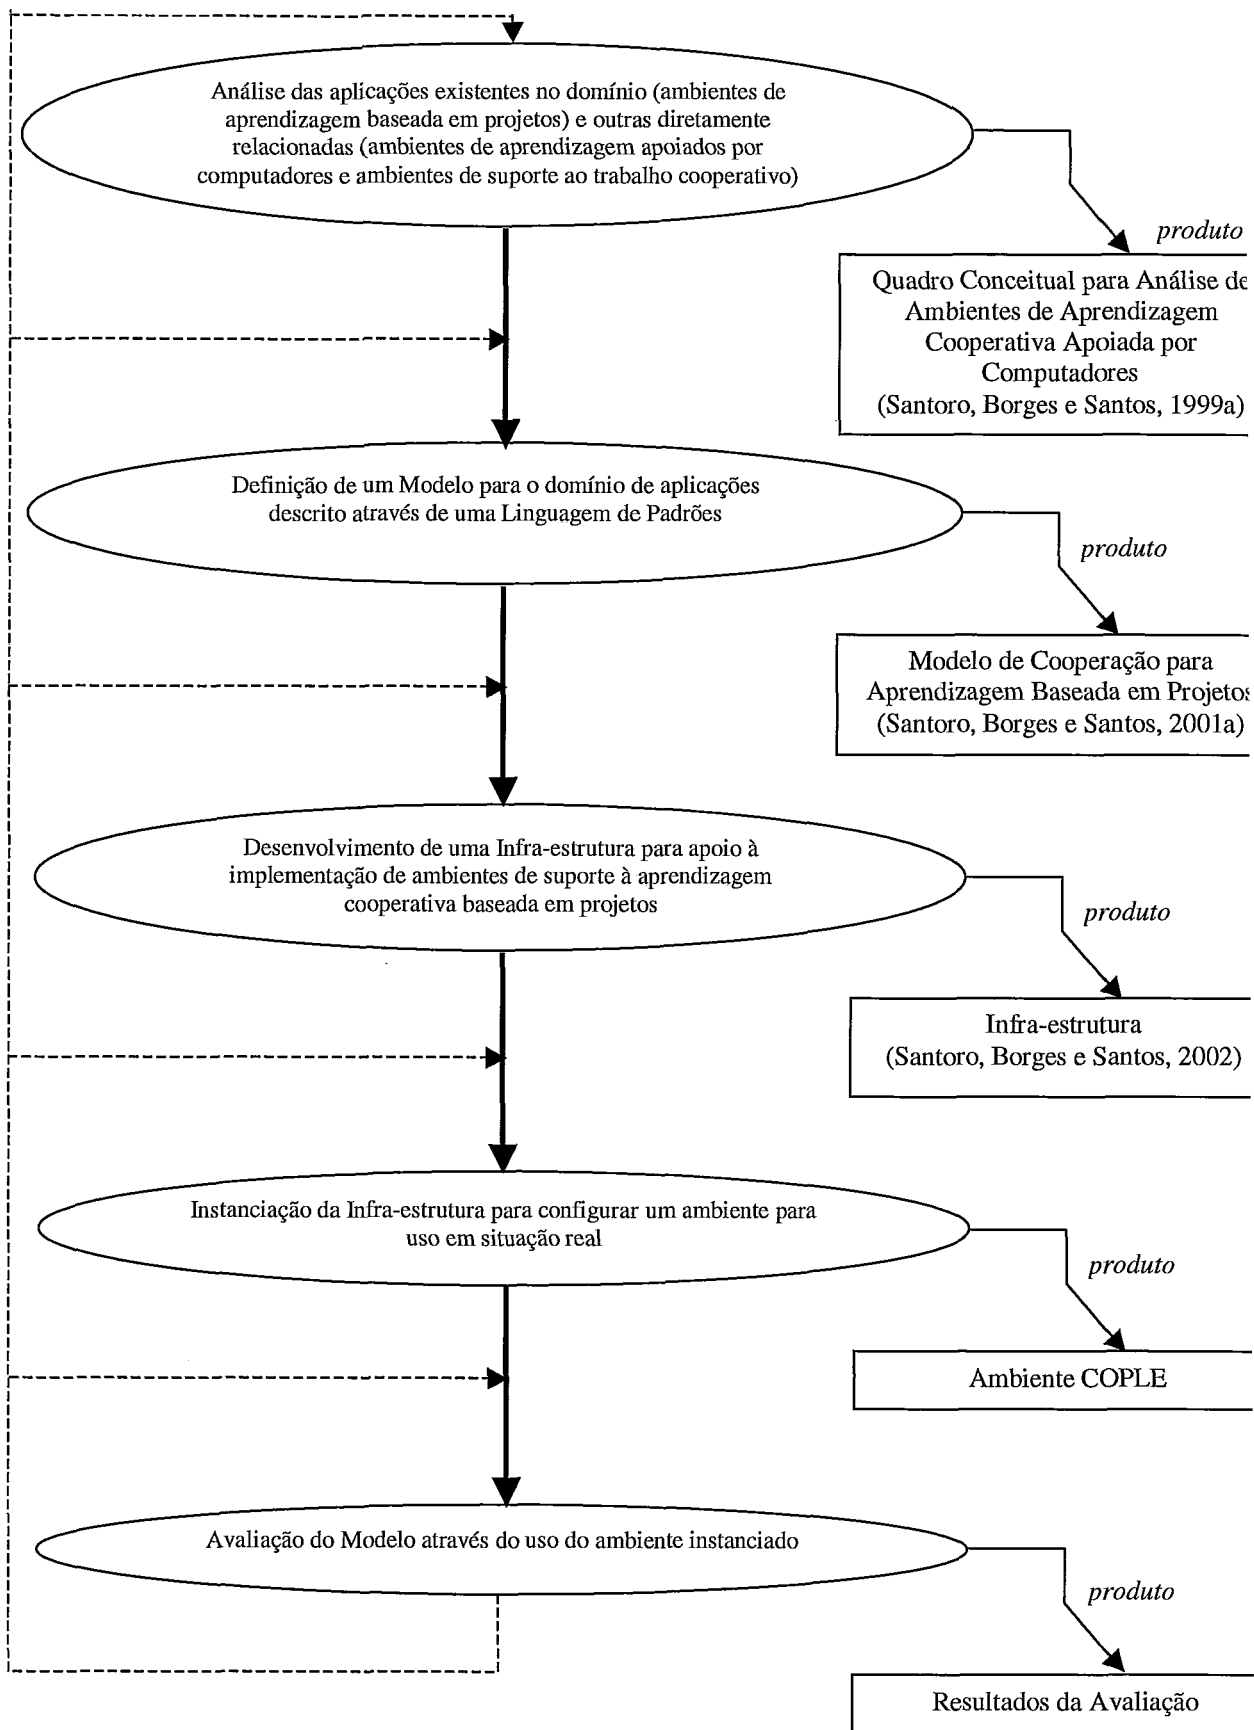 Análise das aplicações existentes no domínio (ambientes de
aprendizagem baseada em projetos) e outras diretamente
relacionadas (ambientes de aprendizagem apoiados por
computadores e ambientes de suporte ao trabalho cooperativo)
produto
Quadro Conceitual para Análise de
Ambientes de Aprendizagem
Cooperativa Apoiada por
Computadores
(Santoro, Borges e Santos, 1999a)
Definição de um Modelo para o domínio de aplicações
descrito através de uma Linguagem de Padrões
produto
Modelo de Cooperação para
Aprendizagem Baseada em Projetos
(Santoro, Borges e Santos, 2001a)
Desenvolvimento de uma Infra-estrutura para apoio à
implementação de ambientes de suporte à aprendizagem
cooperativa baseada em projetos
produto
Infra-estrutura
(Santoro, Borges e Santos, 2002)
Instanciação da Infra-estrutura para configurar um ambiente para
uso em situação real
produto
Ambiente COPLE
Avaliação do Modelo através do uso do ambiente instanciado
produto
Resultados da Avaliação